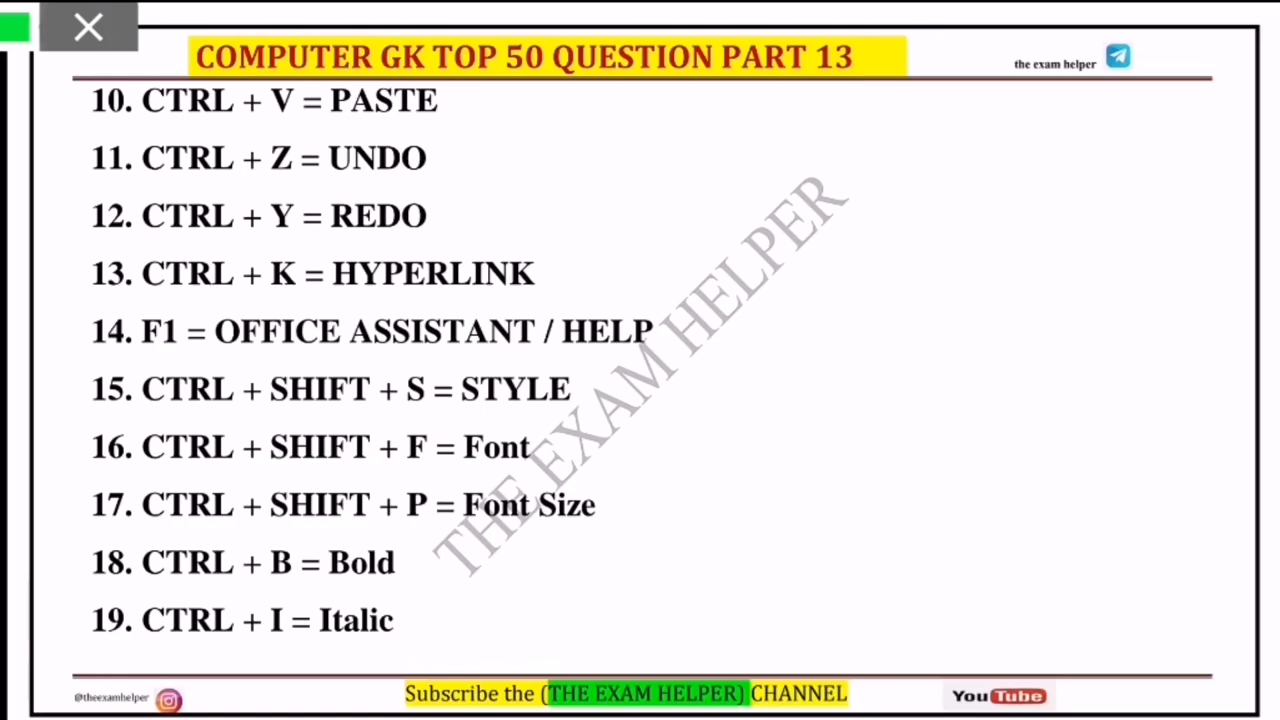 COMPUTER GK TOP 50 QUESTION PART 13
the exam helper
10. CTRL + V = PASTE
11. CTRL + Z = UNDO
12. CTRL + Y = REDO
13. CTRL + K = HYPERLINK
14. F1 = OFFICE ASSISTANT / HELP
15. CTRL + SHIFT + S = STYLE
16. CTRL + SHIFT + F = Font
17. CTRL + SHIFT + P = Font Size
18. CTRL + B = Bold
19. CTRL + I = Italic
THE EXAM HELPER
@theexamhelper
Subscribe the (THE EXAM HELPER) CHANNEL
YouTube